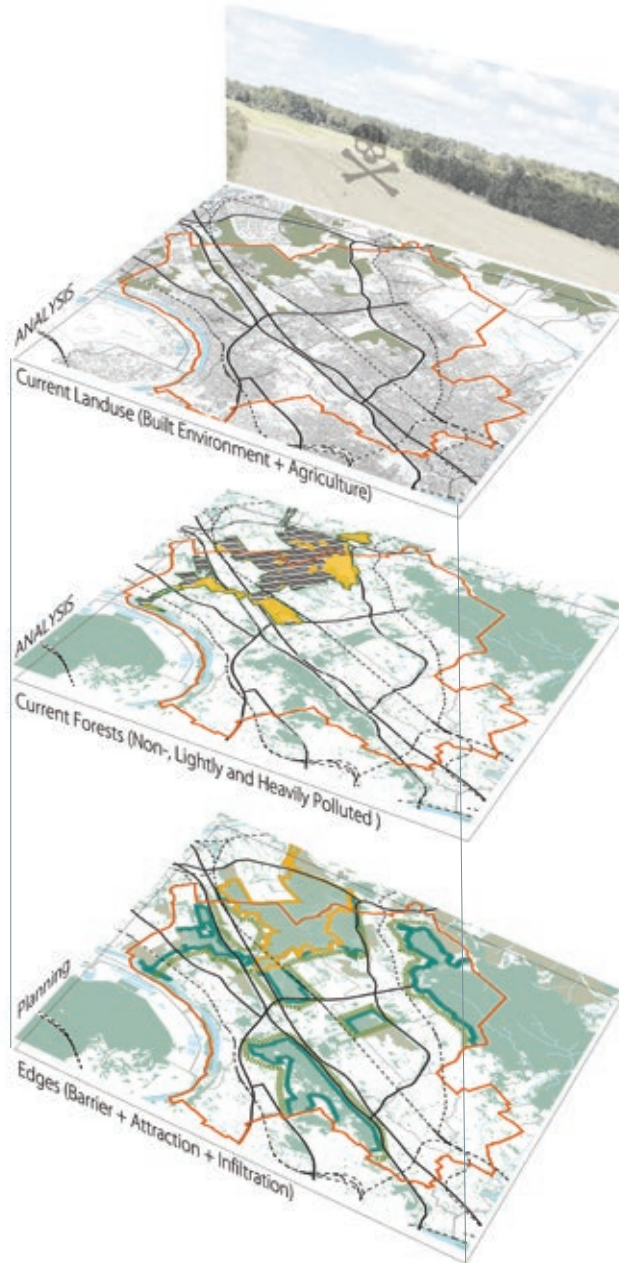 ANALYSIS
Current Landuse (Built Environment + Agriculture)
ANALYSIS
Current Forests (Non-, Lightly and Heavily Polluted )
Planning
Edges (Barrier + Attraction + Infiltration)